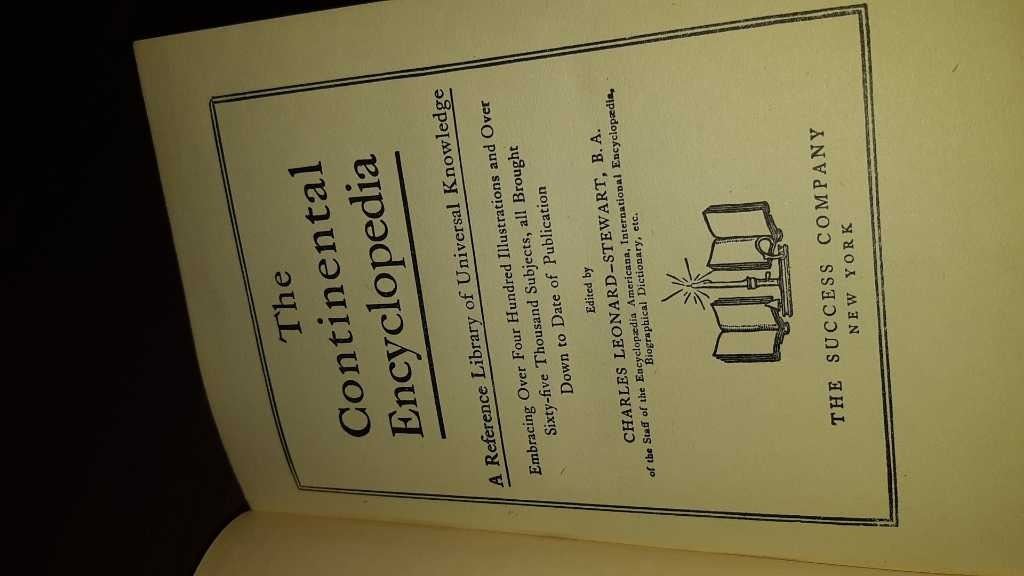 The
Continental
Encyclopedia
A Reference Library of Universal Knowledge
Embracing Over Four Hundred Illustrations and Over
Sixty-five Thousand Subjects, all Brought
Down to Date of Publication
Edited by
CHARLES LEONARD-STEWART, B. A.
of the Staff of the Encyclopædia Americana, International Encyclopædia,
Biographical Dictionary, etc.
THE SUCCESS COMPANY
NEW YORK